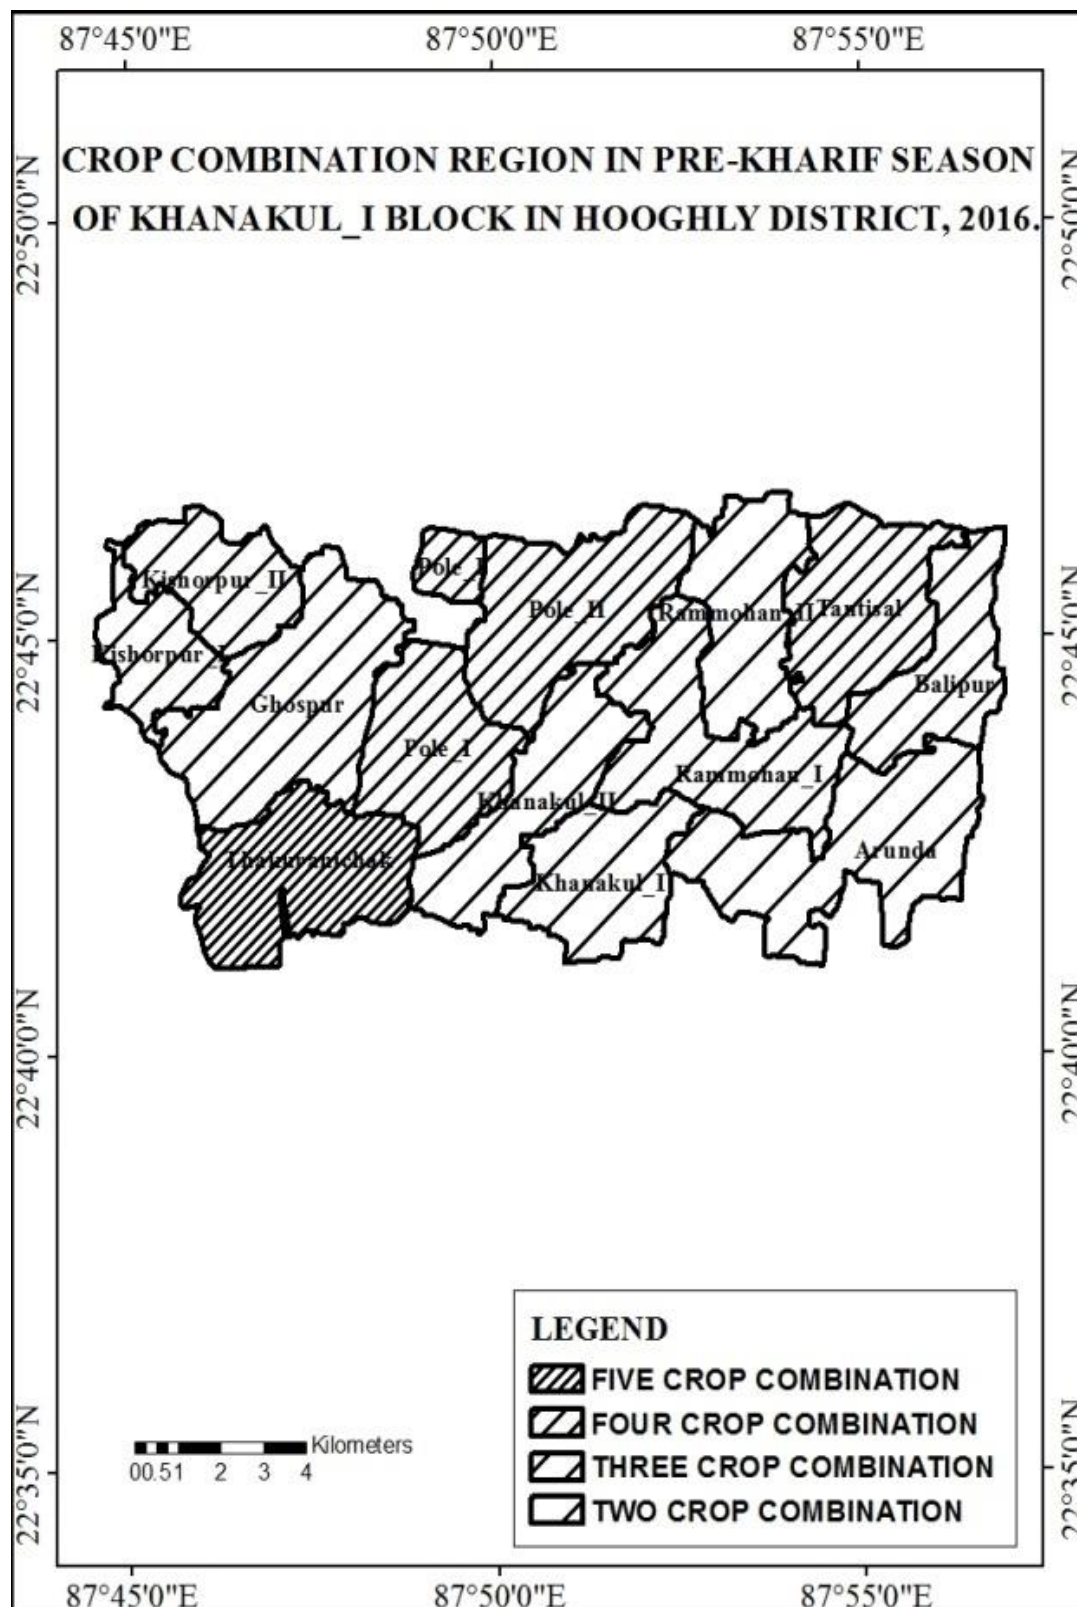 87°45'0"E 87°50'0"E 87°55'0"E
CROP COMBINATION REGION IN PRE-KHARIF SEASON
OF KHANAKUL_I BLOCK IN HOOGHLY DISTRICT, 2016.
22°50'0"N 22°50'0"N
Pole_I
Kishorpur_II
Pole_II Rammohan_II Tantisal
22°45'0"N 22°45'0"N
Kishorpur_I
Balipur
Ghospur
Pole_I
Rammohan_I
Khanakul_II
Arunda
Thakuranichak
Khanakul_I
22°40'0"N 22°40'0"N
LEGEND
FIVE CROP COMBINATION
FOUR CROP COMBINATION
THREE CROP COMBINATION
TWO CROP COMBINATION
Kilometers
00.51 2 3 4
22°35'0"N 22°35'0"N
87°45'0"E 87°50'0"E 87°55'0"E